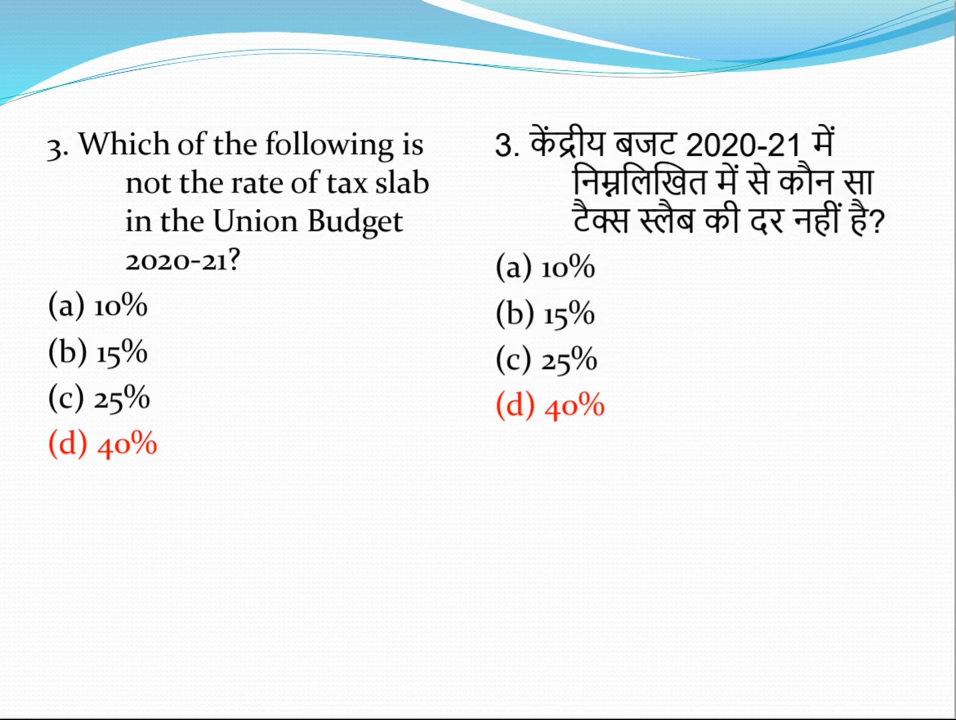 3. Which of the following is
not the rate of tax slab
in the Union Budget
2020-21?
(a) 10%
(b) 15%
(c) 25%
(d) 40%
3. केंद्रीय बजट 2020-21 में
निम्नलिखित में से कौन सा
टैक्स स्लैब की दर नहीं है?
(a) 10%
(b) 15%
(c) 25%
(d) 40%